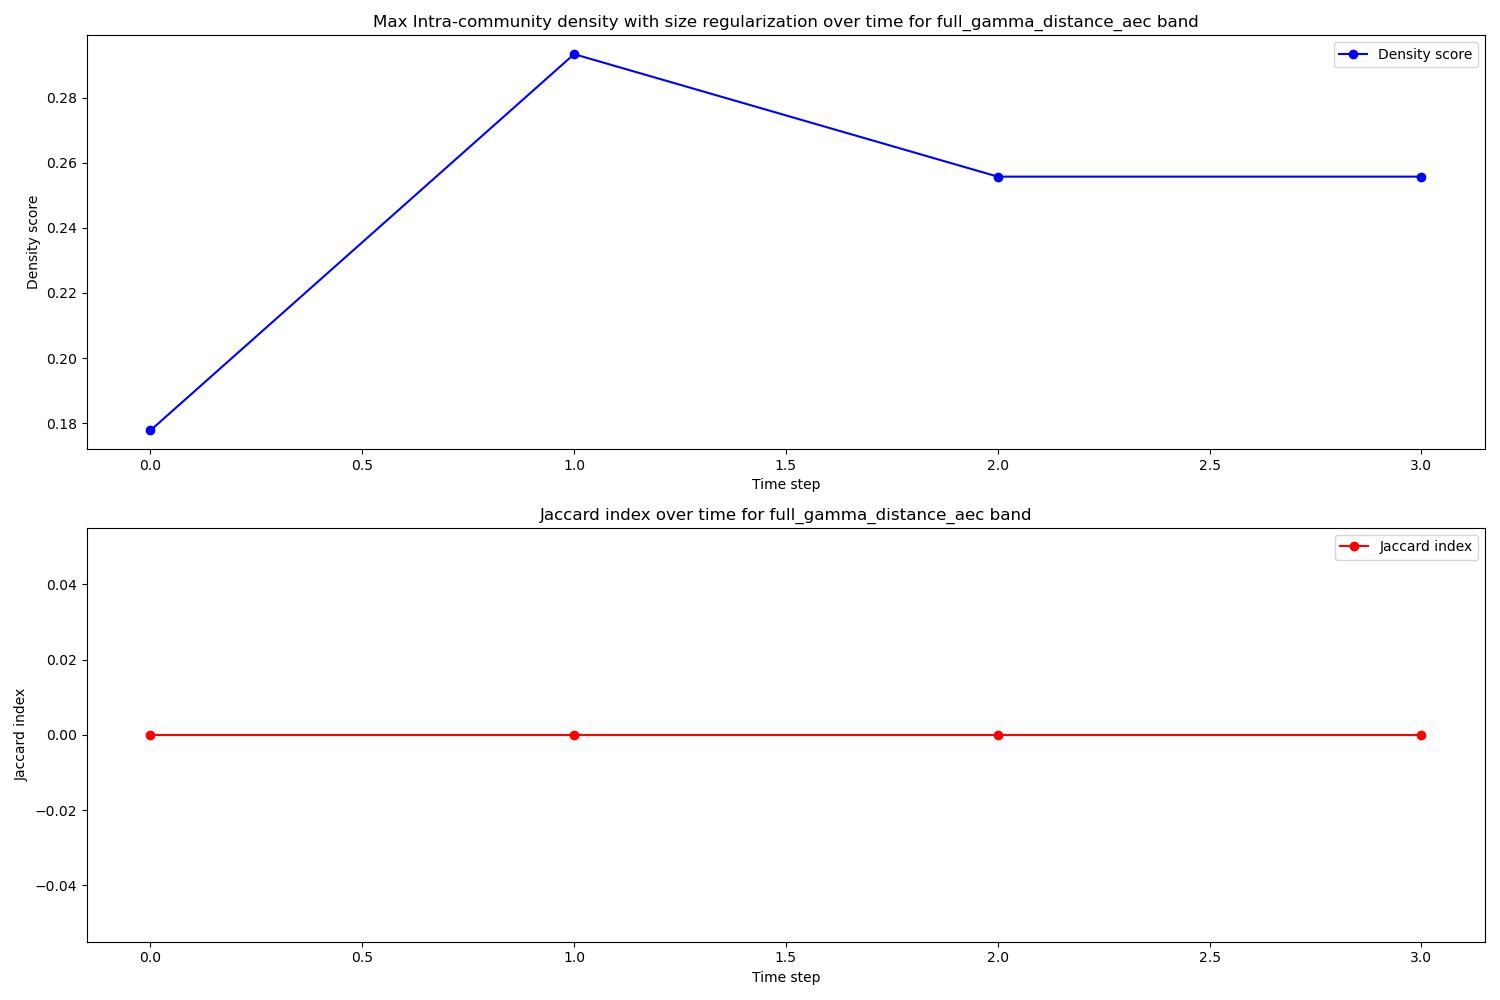 Max Intra-community density with size regularization over time for full_gamma_distance_aec band
Density score
Density score
0.28
0.26
0.24
0.22
0.20
0.18
0.0 0.5 1.0 1.5 2.0 2.5 3.0
Time step
Jaccard index over time for full_gamma_distance_aec band
Jaccard index
Jaccard index
0.04
0.02
0.00
−0.02
−0.04
0.0 0.5 1.0 1.5 2.0 2.5 3.0
Time step